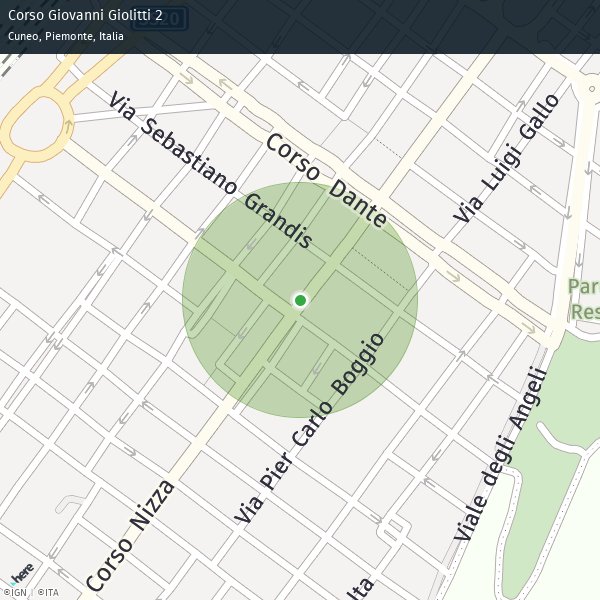 Corso Giovanni Giolitti 2
Cuneo, Piemonte, Italia
Via Sebastiano Grandis
Corso Dante
Via Luigi Gallo
Par
Res
Via Pier Carlo Boggio
Viale degli Angeli
Corso Nizza
lta
here
©IGN | ©ITA